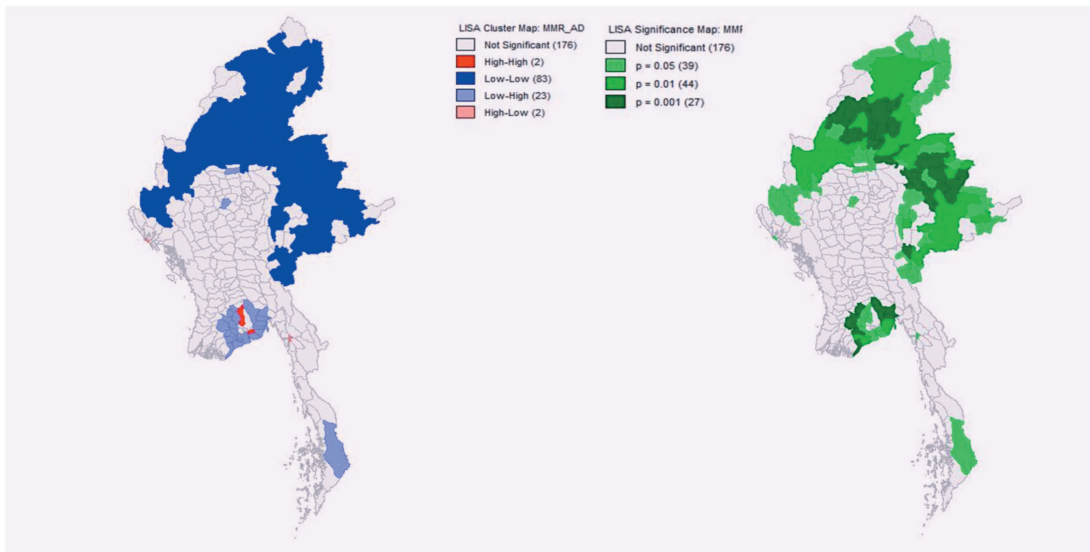 LISA Cluster Map: MMR_AD
Not Significant (176)
High-High (2)
Low-Low (83)
Low-High (23)
High-Low (2)
LISA Significance Map: MMF
Not Significant (176)
p = 0.05 (39)
p = 0.01 (44)
p = 0.001 (27)